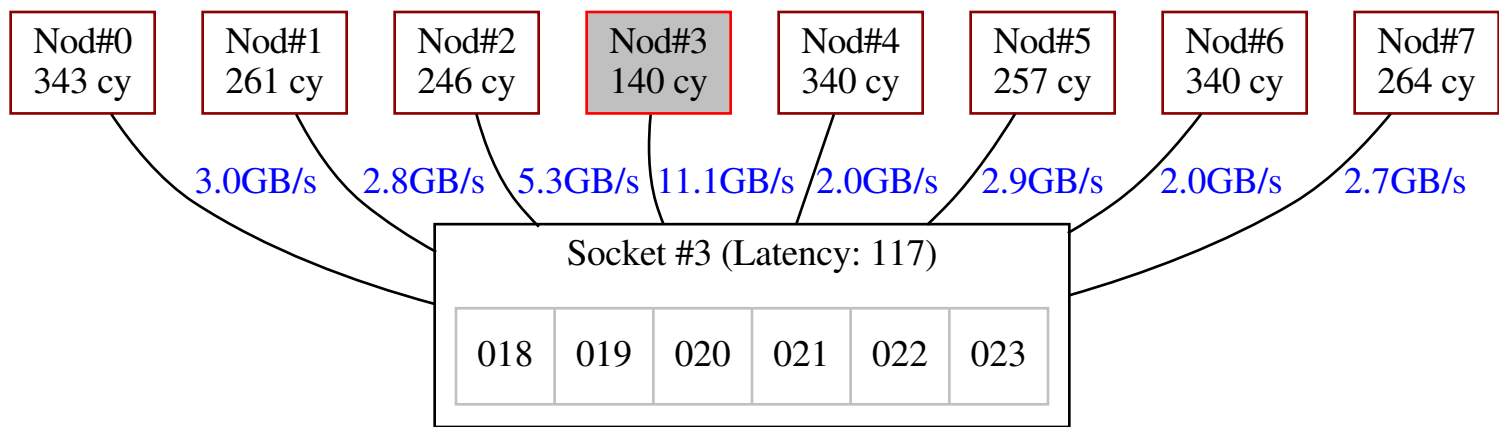 Nod#0 Nod#1 Nod#2 Nod#3 Nod#4 Nod#5 Nod#6 Nod#7
343 cy 261 cy 246 cy 140 cy 340 cy 257 cy 340 cy 264 cy
3.0GB/s 2.8GB/s 5.3GB/s 11.1GB/s 2.0GB/s 2.9GB/s 2.0GB/s 2.7GB/s
Socket #3 (Latency: 117)
018 019 020 021 022 023